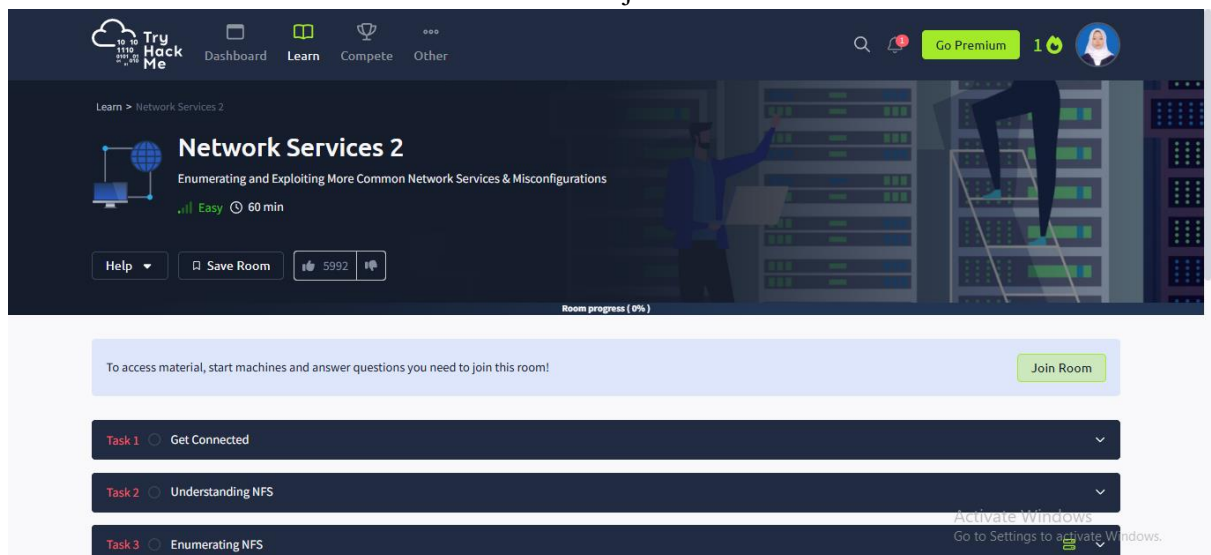 Try
Hack
Me
Dashboard
Learn
Compete
Other
1
Go Premium
1
Learn > Network Services 2
Network Services 2
Enumerating and Exploiting More Common Network Services & Misconfigurations
Easy 60 min
Help
Save Room
5992
Room progress ( 0% )
To access material, start machines and answer questions you need to join this room!
Join Room
Task 1 Get Connected
Task 2 Understanding NFS
Activate Windows
Go to Settings to activate Windows.
Task 3 Enumerating NFS